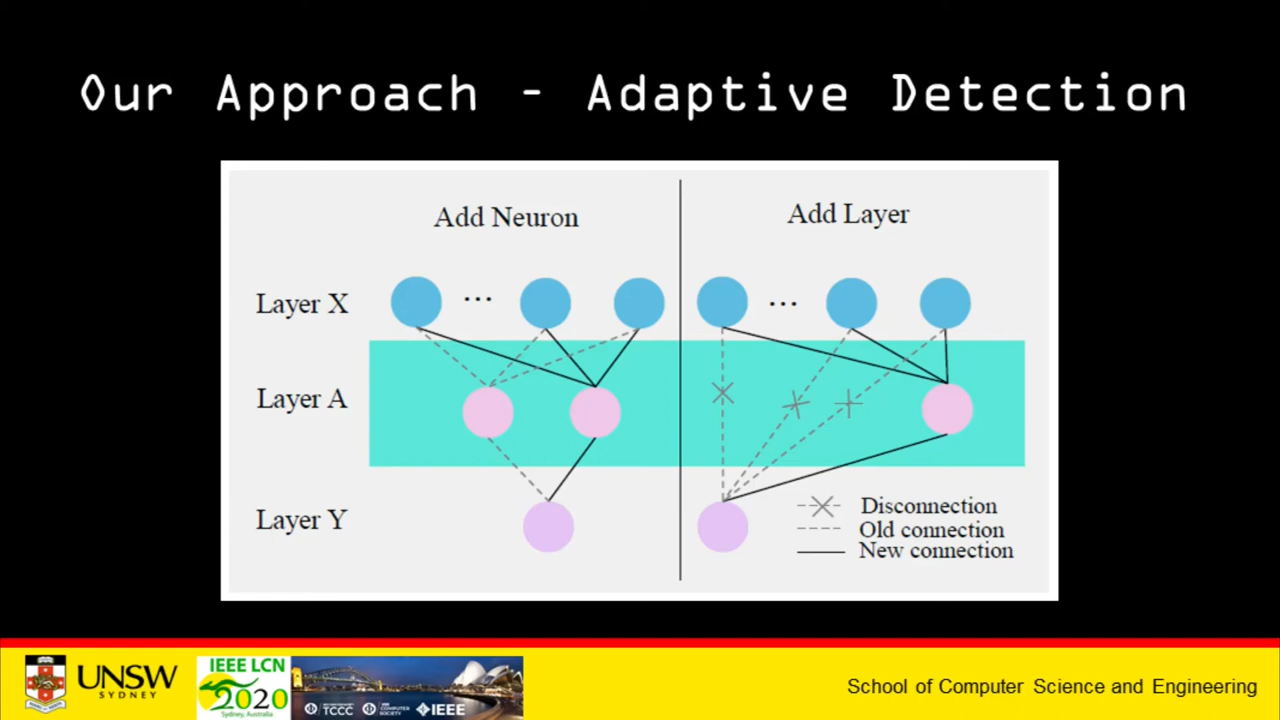 Our Approach - Adaptive Detection
Add Neuron
Add Layer
Layer X
...
...
Layer A
Layer Y
Disconnection
Old connection
New connection
UNSW
SYDNEY
IEEE LCN
2020
Sydney, Australia
TCCC
IEEE COMPUTER SOCIETY
IEEE
School of Computer Science and Engineering